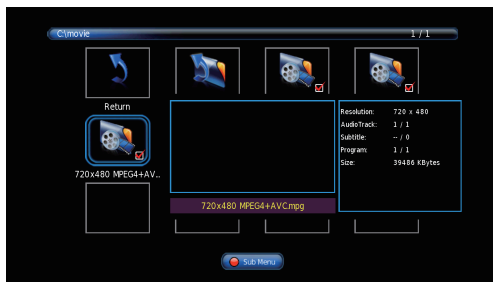 C:\movie
1 / 1
Return
720x480 MPEG4+AV..
Resolution: 720 x 480
AudioTrack: 1 / 1
Subtitle: -- / 0
Program: 1 / 1
Size: 39486 KBytes
720x480 MPEG4+AVC.mpg
Sub Menu